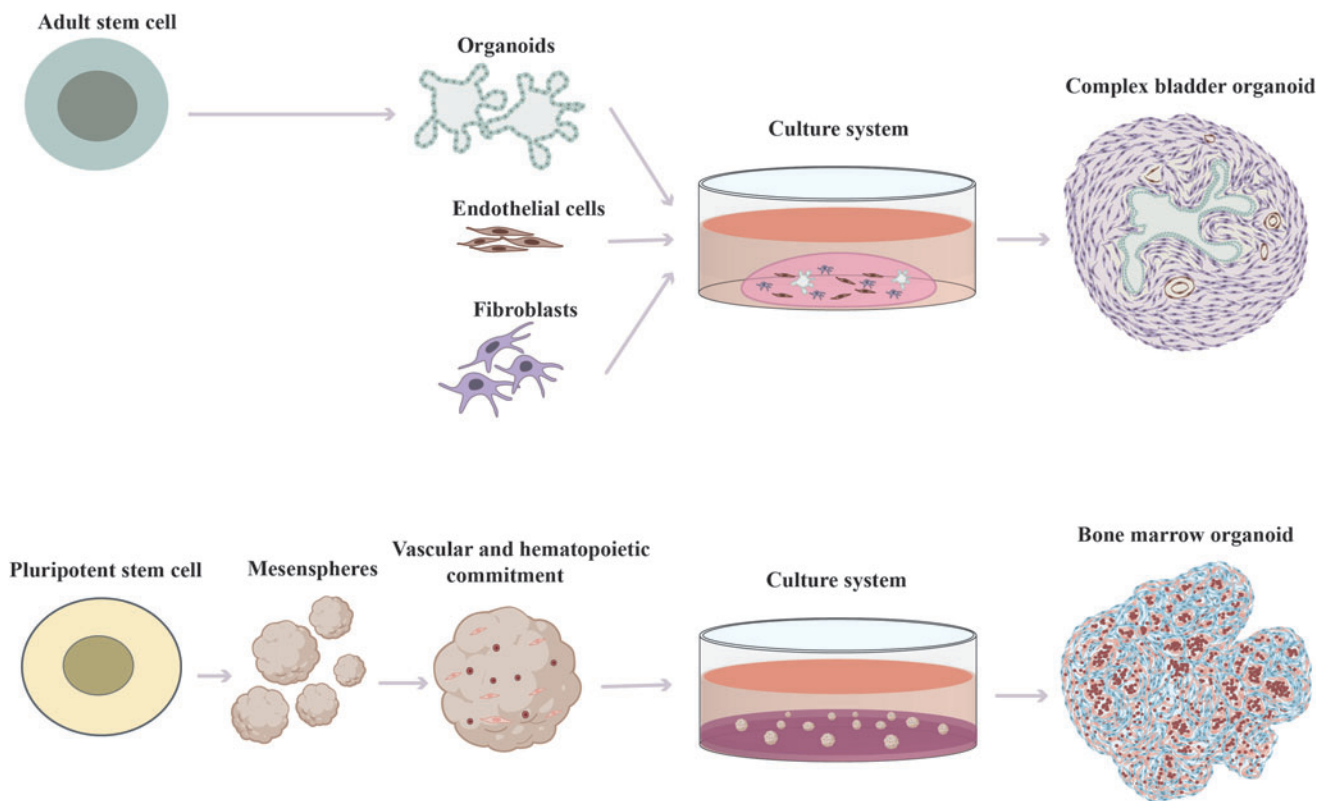 Adult stem cell
Organoids
Endothelial cells
Fibroblasts
Culture system
Complex bladder organoid
Pluripotent stem cell
Mesenspheres
Vascular and hematopoietic
commitment
Culture system
Bone marrow organoid